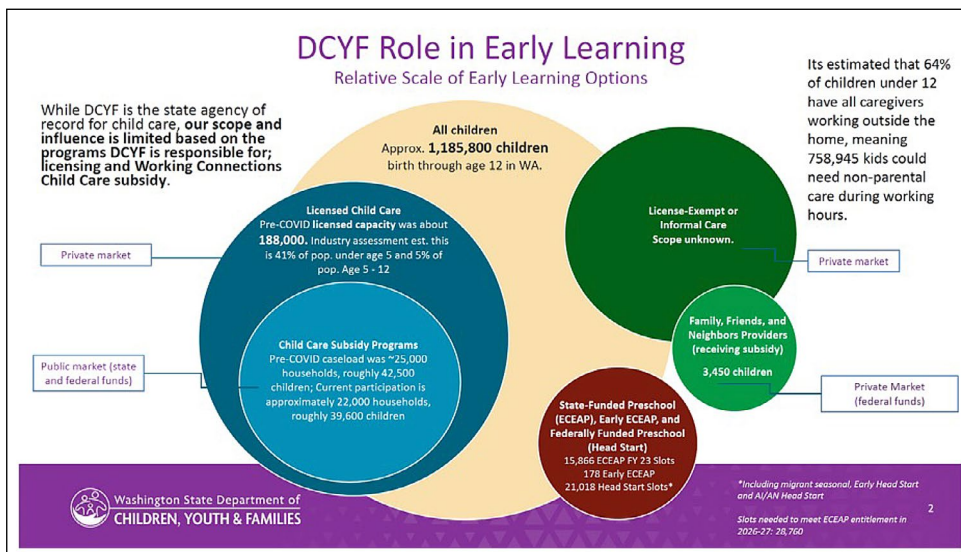 DCYF Role in Early Learning
Relative Scale of Early Learning Options
While DCYF is the state agency of
record for child care, our scope and
influence is limited based on the
programs DCYF is responsible for;
licensing and Working Connections
Child Care subsidy.
Its estimated that 64%
of children under 12
have all caregivers
working outside the
home, meaning
758,945 kids could
need non-parental
care during working
hours.
All children
Approx. 1,185,800 children
birth through age 12 in WA.
Licensed Child Care
Pre-COVID licensed capacity was about
188,000. Industry assessment est. this
is 41% of pop. under age 5 and 5% of
pop. Age 5 - 12
License-Exempt or
Informal Care
Scope unknown.
Private market
Private market
Child Care Subsidy Programs
Pre-COVID caseload was ~25,000
households, roughly 42,500
children; Current participation is
approximately 22,000 households,
roughly 39,600 children
Public market (state
and federal funds)
Family, Friends, and
Neighbors Providers
(receiving subsidy)
3,450 children
Private Market
(federal funds)
State-Funded Preschool
(ECEAP), Early ECEAP, and
Federally Funded Preschool
(Head Start)
15,866 ECEAP FY 23 Slots
178 Early ECEAP
21,018 Head Start Slots*
Washington State Department of
CHILDREN, YOUTH & FAMILIES
*Including migrant seasonal, Early Head Start
and AI/AN Head Start
Slots needed to meet ECEAP entitlement in
2026-27: 28,760
2